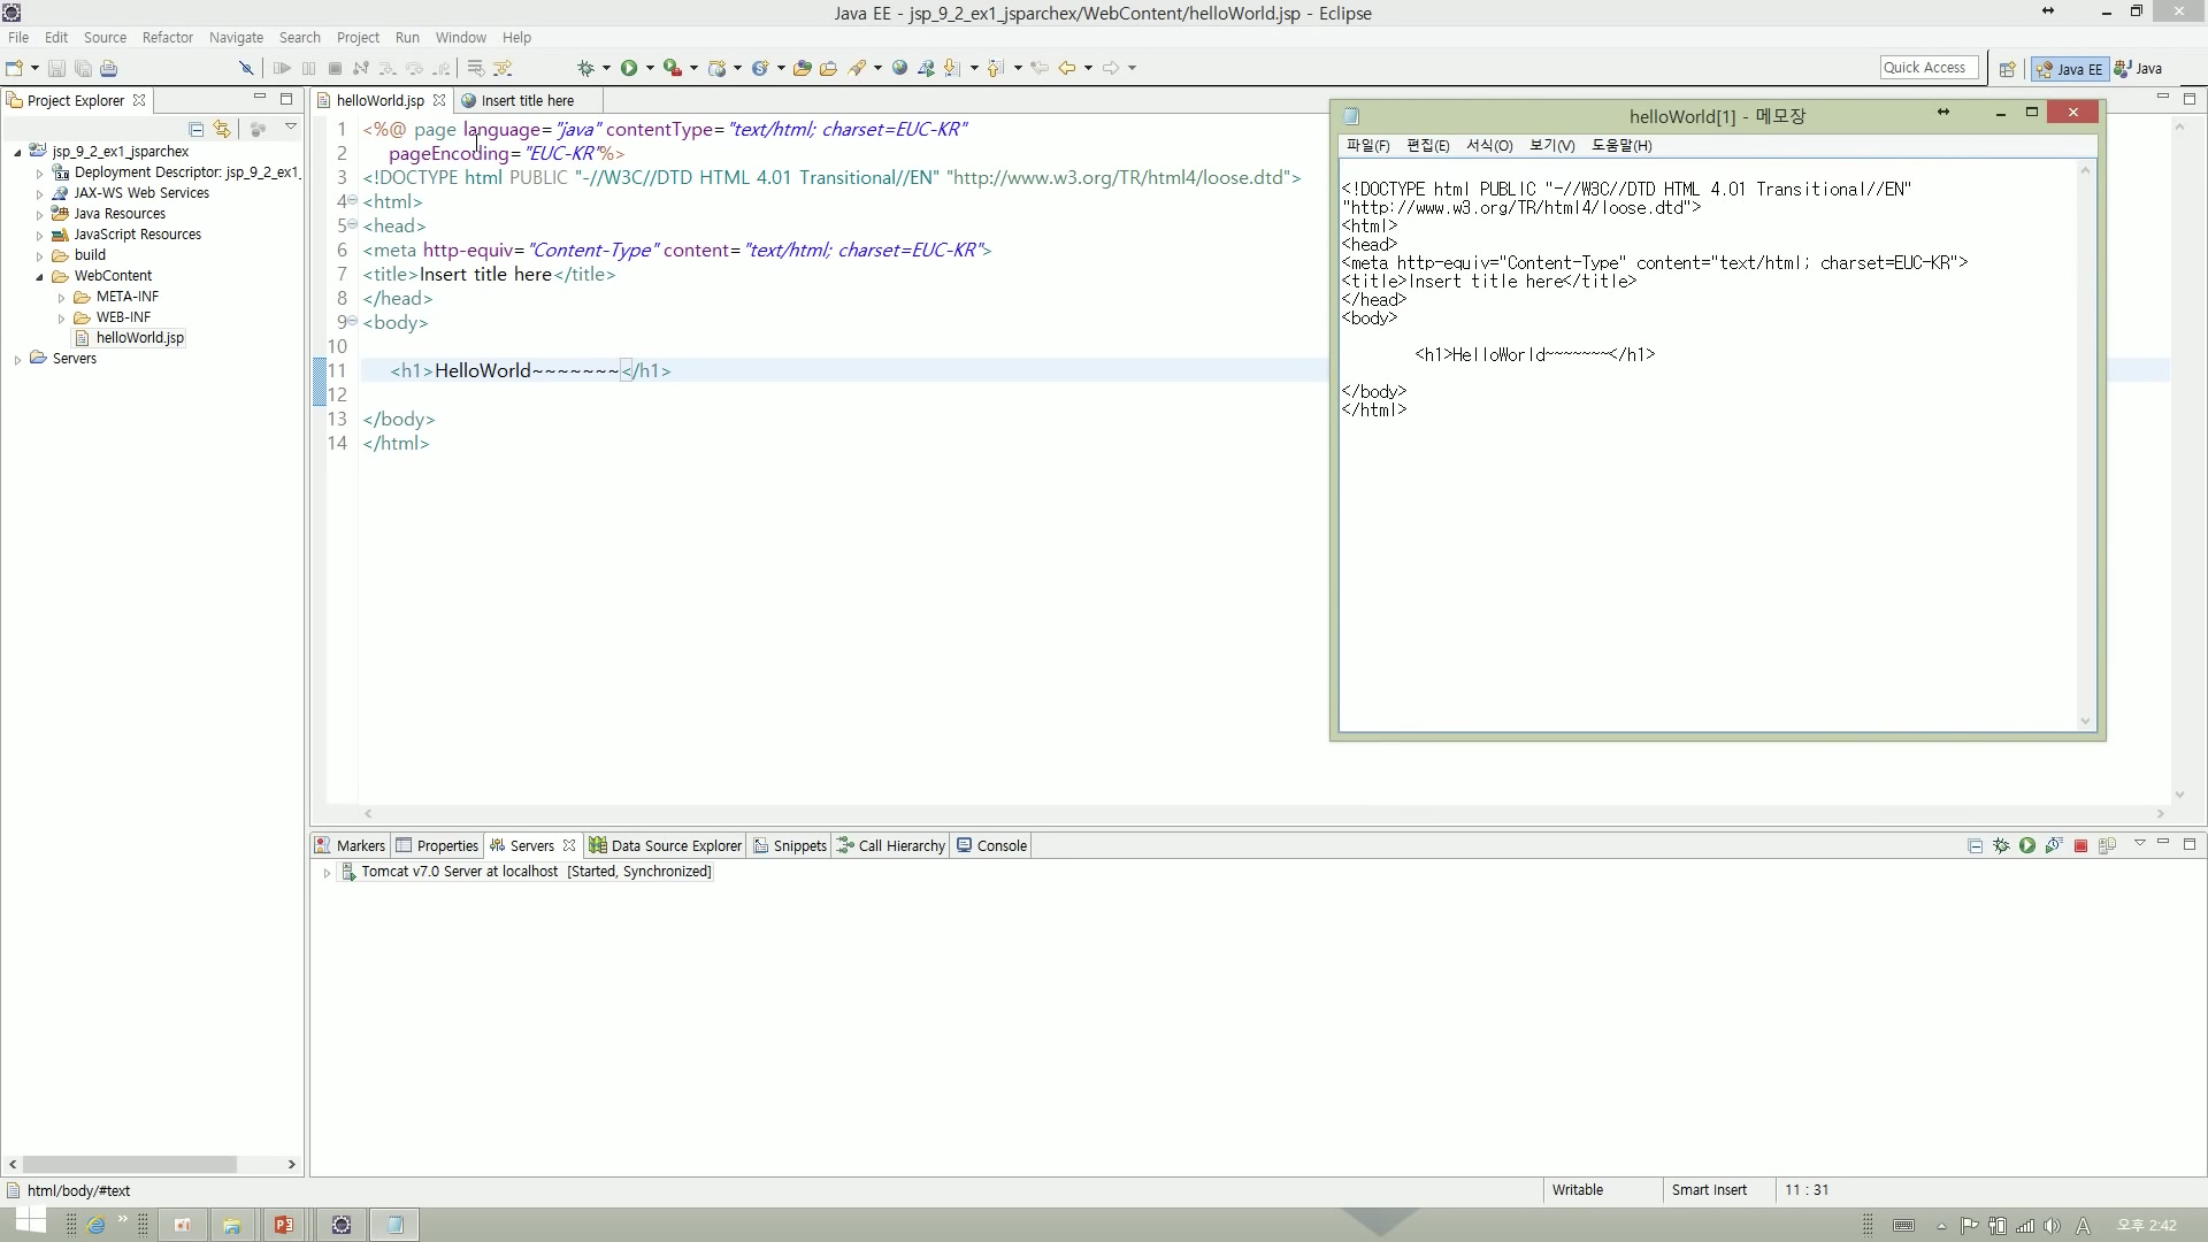 Java EE - jsp_9_2_ex1_jsparchex/WebContent/helloWorld.jsp - Eclipse
File Edit Source Refactor Navigate Search Project Run Window Help
Quick Access
Java EE
Java
Project Explorer
jsp_9_2_ex1_jsparchex
Deployment Descriptor: jsp_9_2_ex1_
JAX-WS Web Services
Java Resources
JavaScript Resources
build
WebContent
META-INF
WEB-INF
helloWorld.jsp
Servers
helloWorld.jsp
Insert title here
1 <%@ page language="java" contentType="text/html; charset=EUC-KR"
2 pageEncoding="EUC-KR"%>
3 <!DOCTYPE html PUBLIC "-//W3C//DTD HTML 4.01 Transitional//EN" "http://www.w3.org/TR/html4/loose.dtd">
4 <html>
5 <head>
6 <meta http-equiv="Content-Type" content="text/html; charset=EUC-KR">
7 <title>Insert title here</title>
8 </head>
9 <body>
10
11 <h1>HelloWorld~~~~~~~</h1>
12
13 </body>
14 </html>
helloWorld[1] - 메모장
파일(F) 편집(E) 서식(O) 보기(V) 도움말(H)
<!DOCTYPE html PUBLIC "-//W3C//DTD HTML 4.01 Transitional//EN"
"http://www.w3.org/TR/html4/loose.dtd">
<html>
<head>
<meta http-equiv="Content-Type" content="text/html; charset=EUC-KR">
<title>Insert title here</title>
</head>
<body>
<h1>HelloWorld~~~~~~~</h1>
</body>
</html>
Markers Properties Servers Data Source Explorer Snippets Call Hierarchy Console
Tomcat v7.0 Server at localhost [Started, Synchronized]
html/body/#text
Writable
Smart Insert
11 : 31
A
오후 2:42